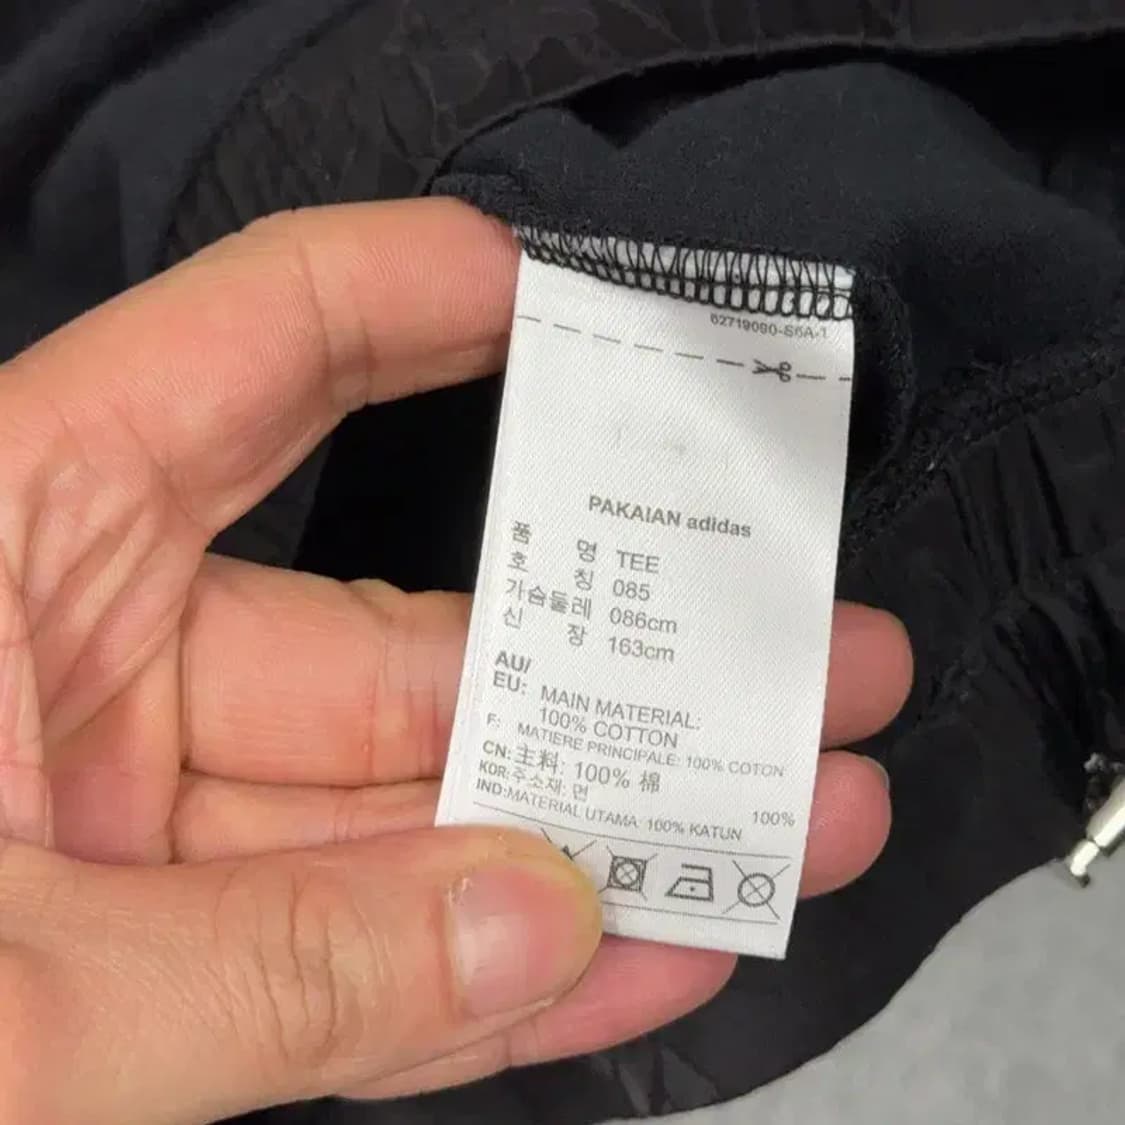 62719090-S6A-1
PAKAIAN adidas
품 명 TEE
호 칭 085
가슴둘레 086cm
신 장 163cm
AU/
EU: MAIN MATERIAL:
100% COTTON
F: MATIERE PRINCIPALE: 100% COTON
CN: 主料: 100% 棉
KOR: 주소재: 면 100%
IND:MATERIAL UTAMA: 100% KATUN